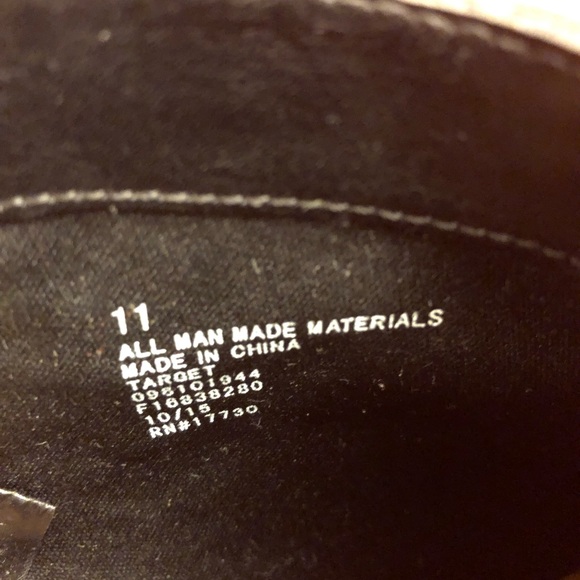 11
ALL MAN MADE MATERIALS
MADE IN CHINA
TARGET
098101944
F16838280
10/15
RN#17730